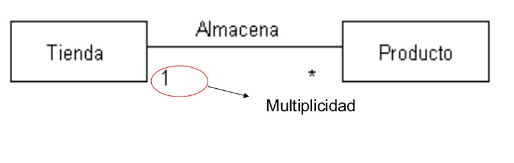 Almacena
Tienda
Producto
1
*
Multiplicidad